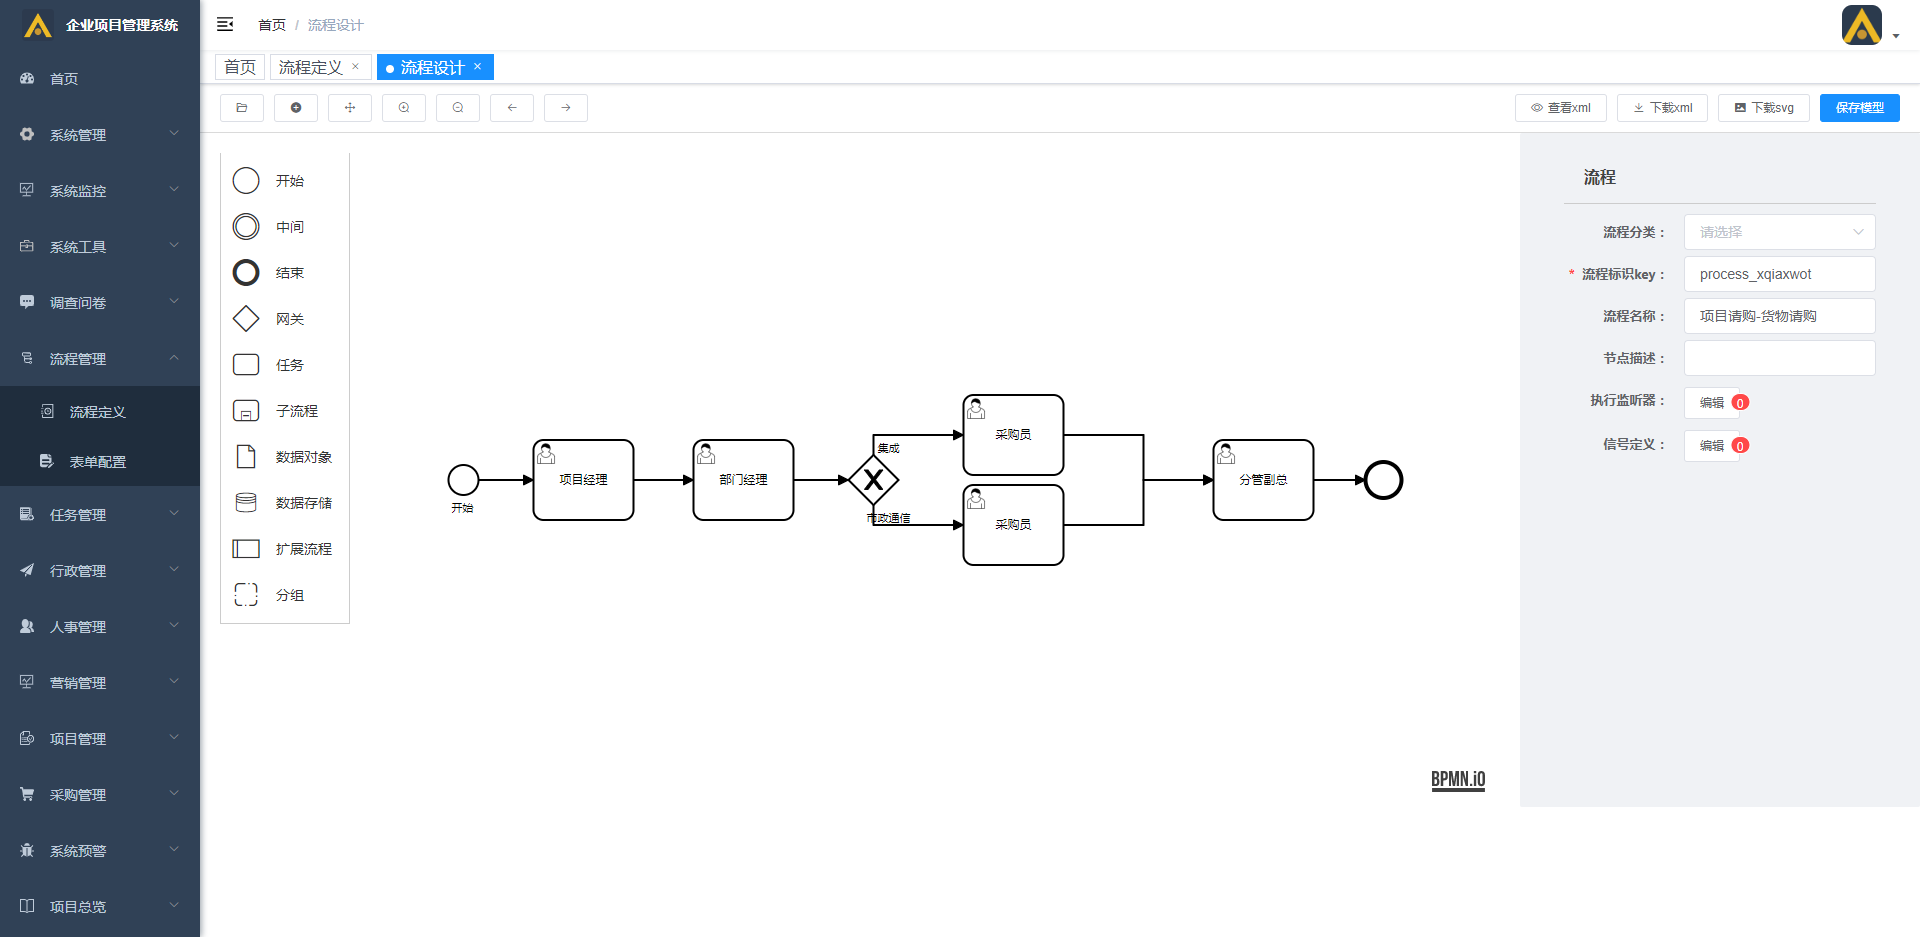 企业项目管理系统
首页
系统管理
系统监控
系统工具
调查问卷
流程管理
流程定义
表单配置
任务管理
行政管理
人事管理
营销管理
项目管理
采购管理
系统预警
项目总览
首页 / 流程设计
首页 流程定义 × 流程设计 ×
查看xml 下载xml 下载svg 保存模型
开始
中间
结束
网关
任务
子流程
数据对象
数据存储
扩展流程
分组
开始
项目经理
部门经理
集成
市政通信
采购员
采购员
分管副总
BPMN.iO
流程
流程分类： 请选择
* 流程标识key： process_xqiaxwot
流程名称： 项目请购-货物请购
节点描述：
执行监听器： 编辑 0
信号定义： 编辑 0